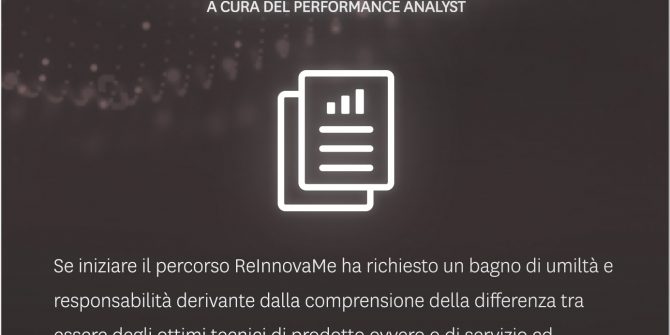 A CURA DEL PERFORMANCE ANALYST
Se iniziare il percorso ReInnovaMe ha richiesto un bagno di umiltà e
responsabilità derivante dalla comprensione della differenza tra
essere degli ottimi tecnici di prodotto ovvero o di servizio ed